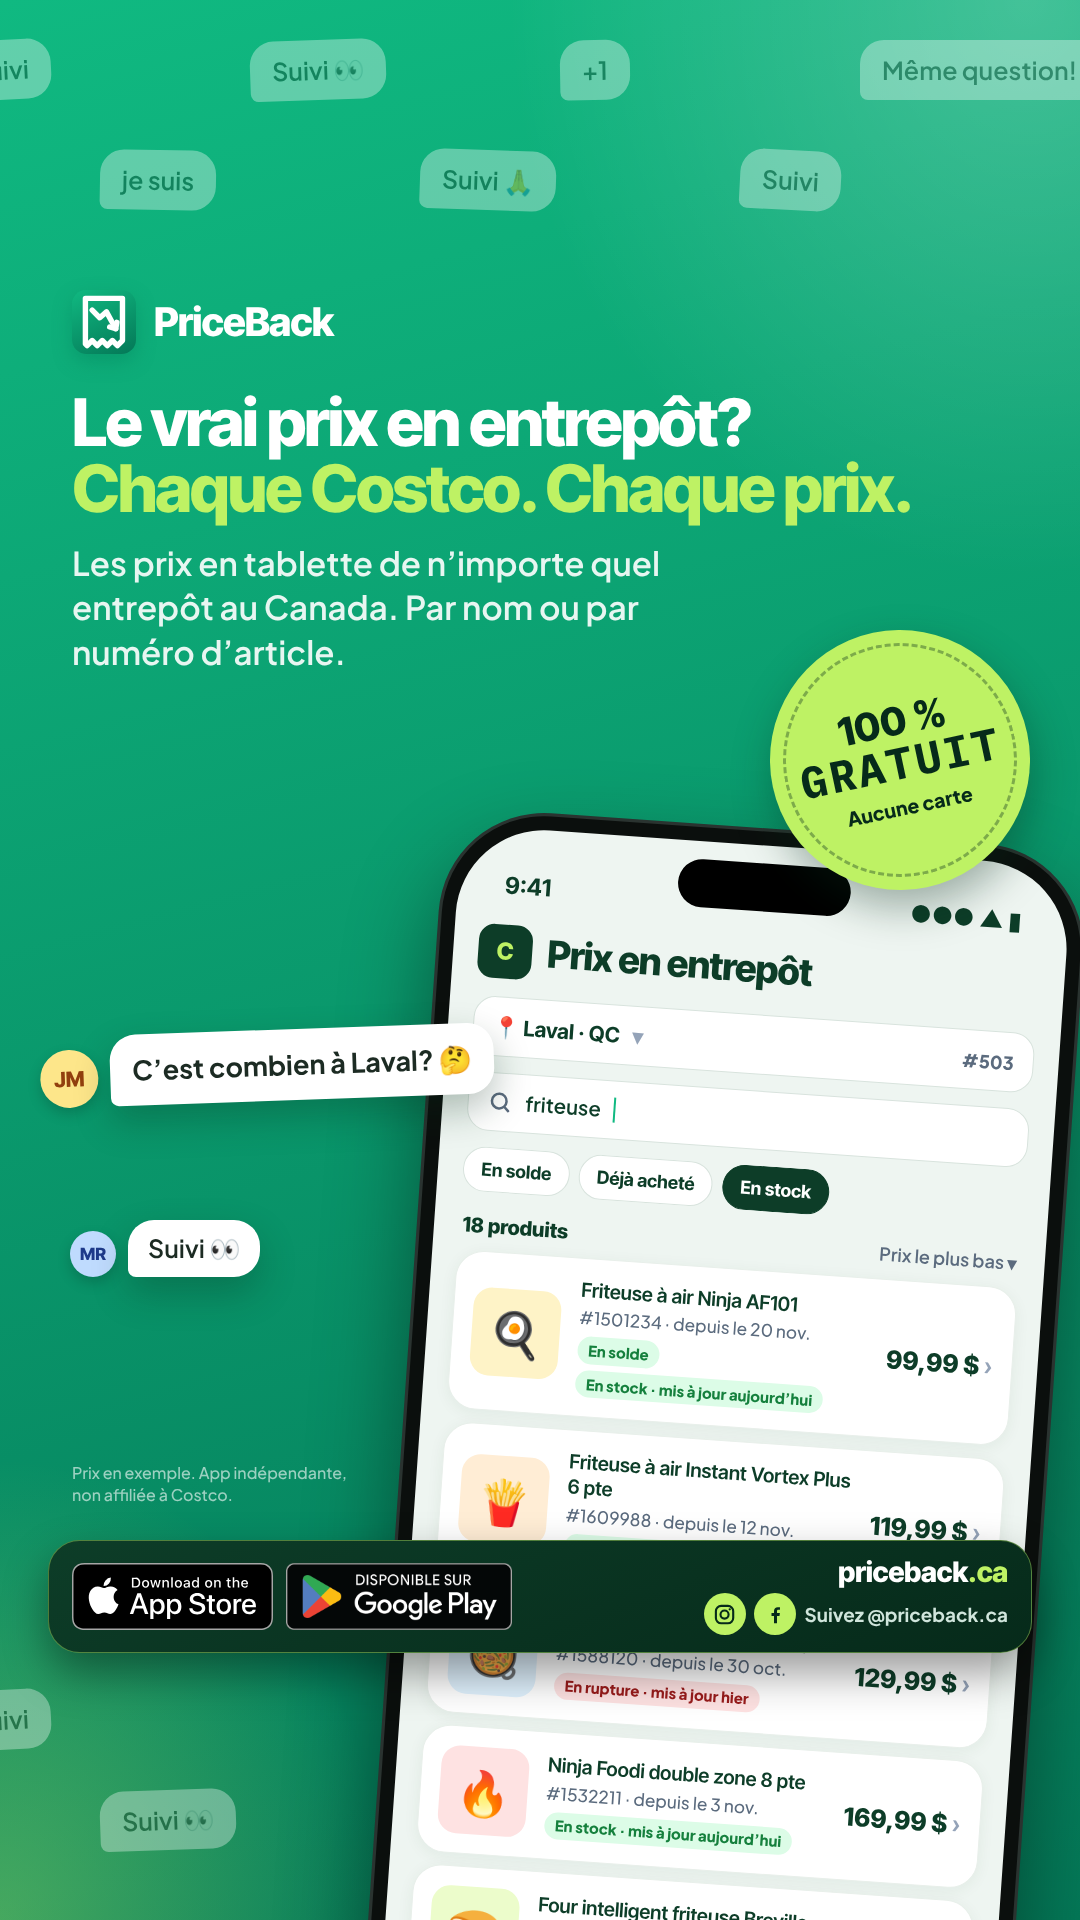 ivi
Suivi 👀
+1
Même question!
je suis
Suivi 🙏
Suivi
PriceBack
Le vrai prix en entrepôt?
Chaque Costco. Chaque prix.
Les prix en tablette de n’importe quel
entrepôt au Canada. Par nom ou par
numéro d’article.
100 %
GRATUIT
Aucune carte
9:41
C
Prix en entrepôt
📍 Laval · QC ▼
#503
JM
C’est combien à Laval? 🤔
friteuse
En solde
Déjà acheté
En stock
MR
Suivi 👀
18 produits
Prix le plus bas ▾
Friteuse à air Ninja AF101
#1501234 · depuis le 20 nov.
En solde
En stock · mis à jour aujourd’hui
99,99 $ ›
Friteuse à air Instant Vortex Plus
6 pte
#1609988 · depuis le 12 nov.
119,99 $ ›
Prix en exemple. App indépendante,
non affiliée à Costco.
Download on the
App Store
DISPONIBLE SUR
Google Play
priceback.ca
Suivez @priceback.ca
#1588120 · depuis le 30 oct.
En rupture · mis à jour hier
129,99 $ ›
ivi
Ninja Foodi double zone 8 pte
#1532211 · depuis le 3 nov.
En stock · mis à jour aujourd’hui
169,99 $ ›
Suivi 👀
Four intelligent friteuse Breville